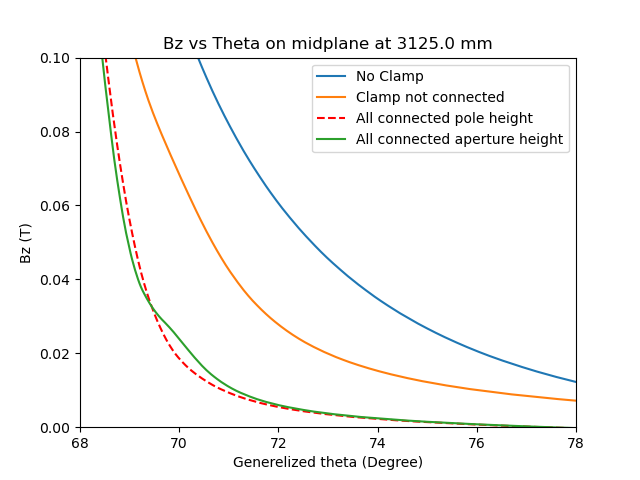 Bz vs Theta on midplane at 3125.0 mm
No Clamp
Clamp not connected
All connected pole height
All connected aperture height
Bz (T)
0.10
0.08
0.06
0.04
0.02
0.00
68 70 72 74 76 78
Generelized theta (Degree)